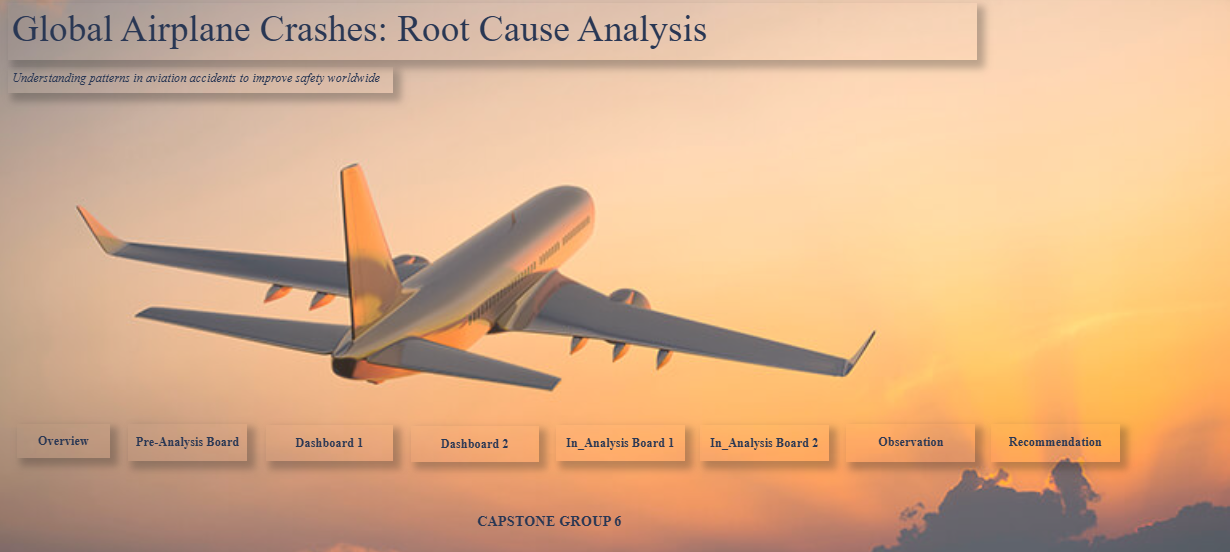 Global Airplane Crashes: Root Cause Analysis
Understanding patterns in aviation accidents to improve safety worldwide
Overview
Pre-Analysis Board
Dashboard 1
Dashboard 2
In_Analysis Board 1
In_Analysis Board 2
Observation
Recommendation
CAPSTONE GROUP 6